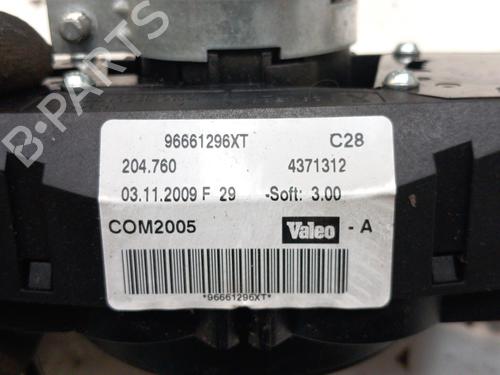 96661296XT C28
204.760 4371312
03.11.2009 F 29 -Soft: 3.00
COM2005 Valeo - A
*96661296XT*
B-PARTS